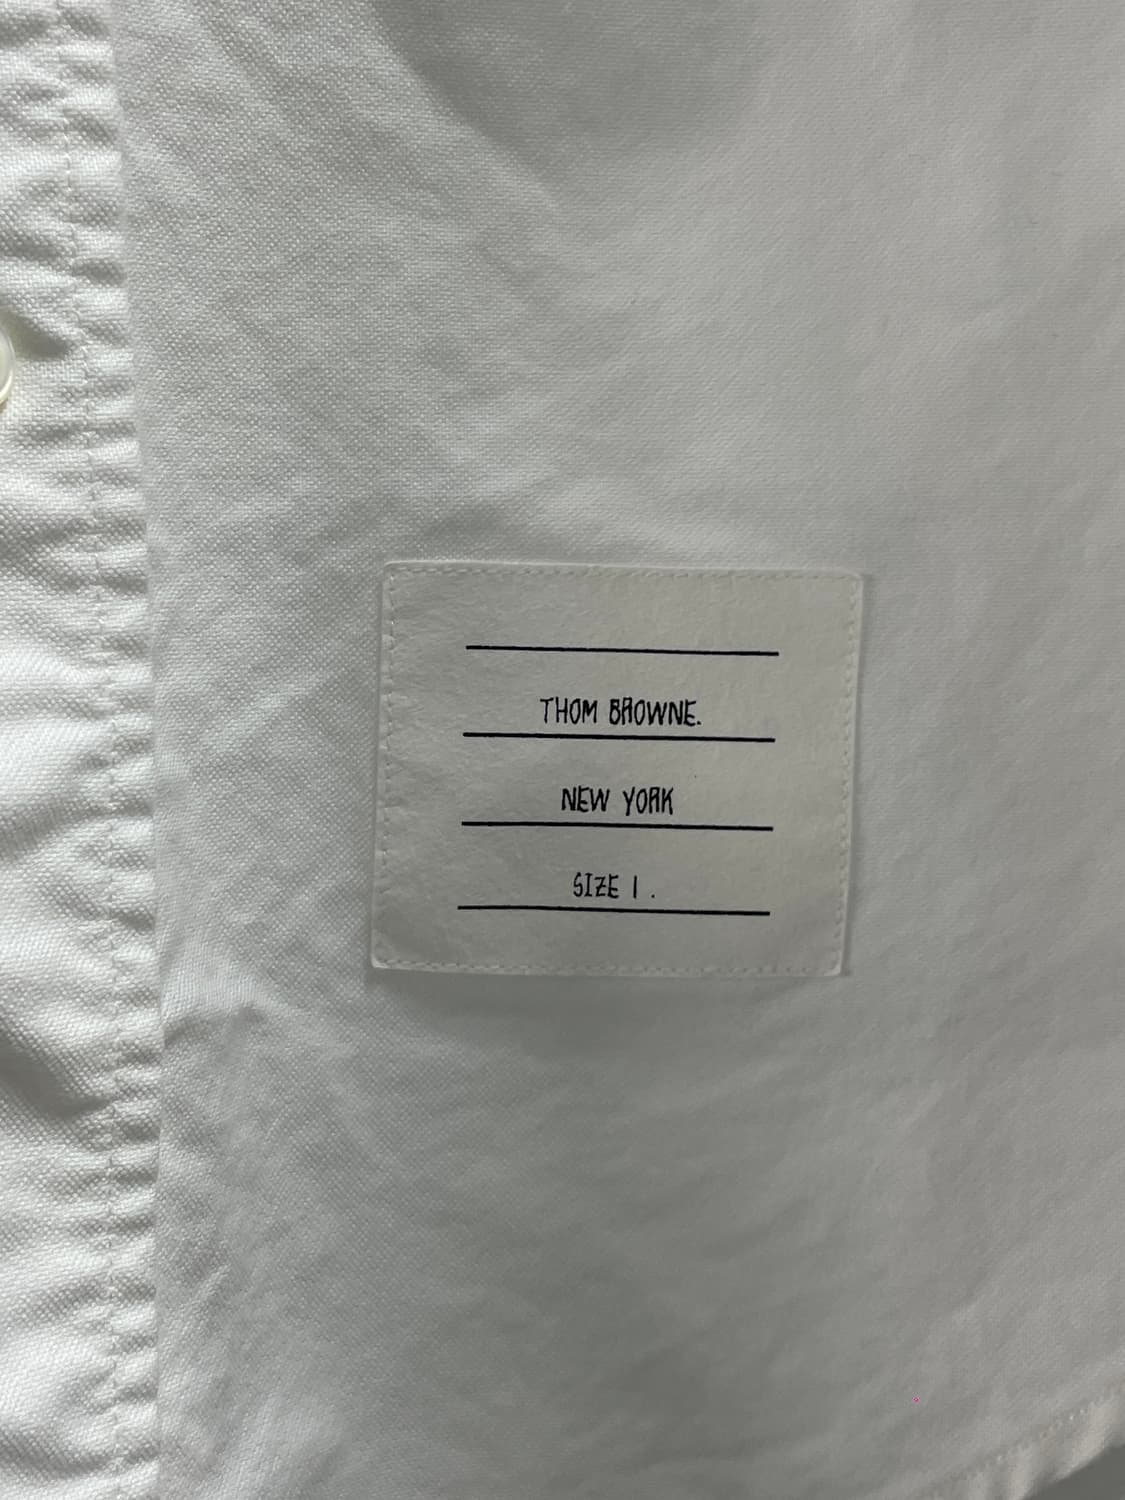 THOM BROWNE.
NEW YORK
SIZE 1 .